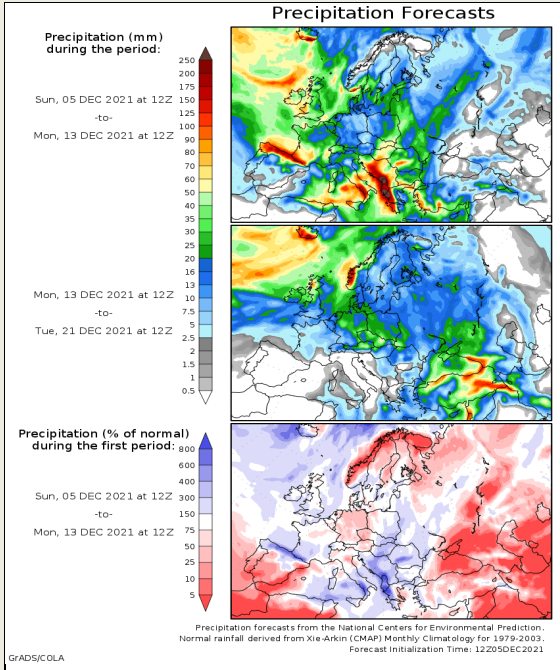 Precipitation Forecasts
Precipitation (mm)
during the period:
Sun, 05 DEC 2021 at 12Z
-to-
Mon, 13 DEC 2021 at 12Z
250
200
175
150
125
100
90
80
70
60
50
40
35
30
25
20
16
13
10
7.5
5
2.5
2
1.5
1
0.5
Mon, 13 DEC 2021 at 12Z
-to-
Tue, 21 DEC 2021 at 12Z
Precipitation (% of normal)
during the first period:
Sun, 05 DEC 2021 at 12Z
-to-
Mon, 13 DEC 2021 at 12Z
800
600
400
300
150
75
50
25
10
5
Precipitation forecasts from the National Centers for Environmental Prediction.
Normal rainfall derived from Xie-Arkin (CMAP) Monthly Climatology for 1979-2003.
Forecast Initialization Time: 12Z05DEC2021
GrADS/COLA